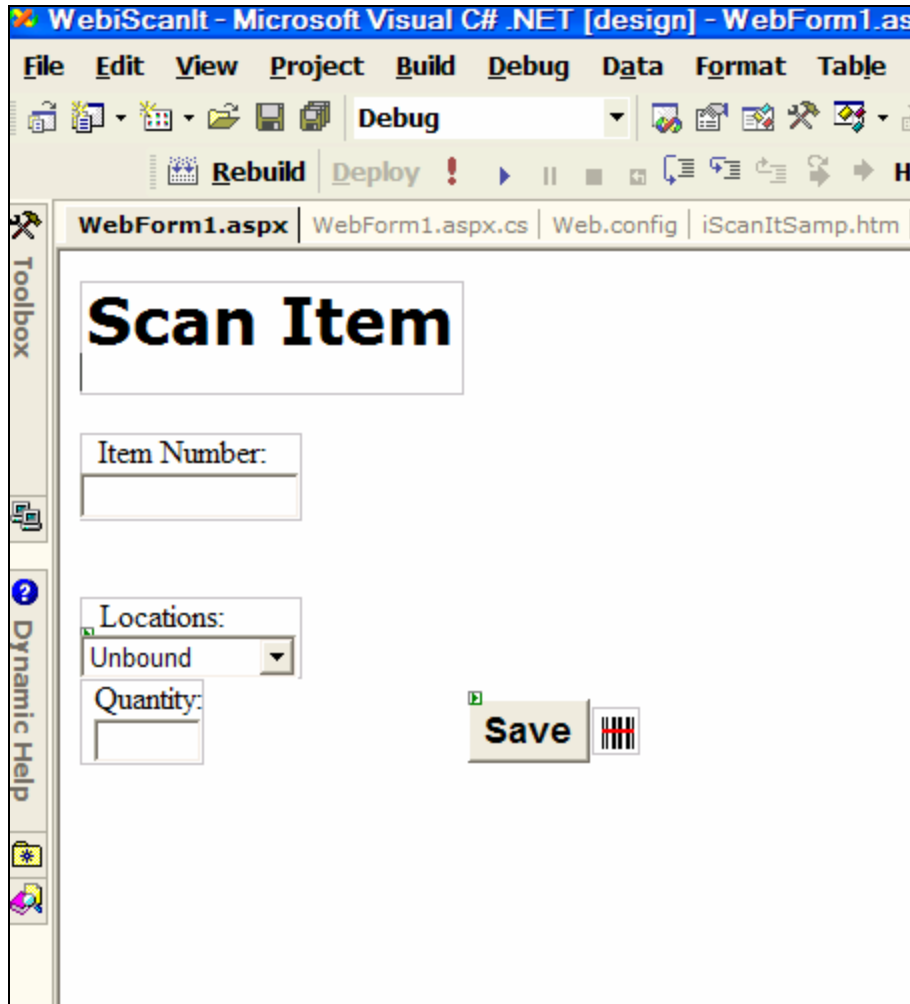 WebiScanIt - Microsoft Visual C# .NET [design] - WebForm1.as
File Edit View Project Build Debug Data Format Table
Debug
Rebuild Deploy H
WebForm1.aspx WebForm1.aspx.cs Web.config iScanItSamp.htm
Toolbox
Scan Item
Item Number:
Dynamic Help
Locations:
Unbound
Quantity:
Save